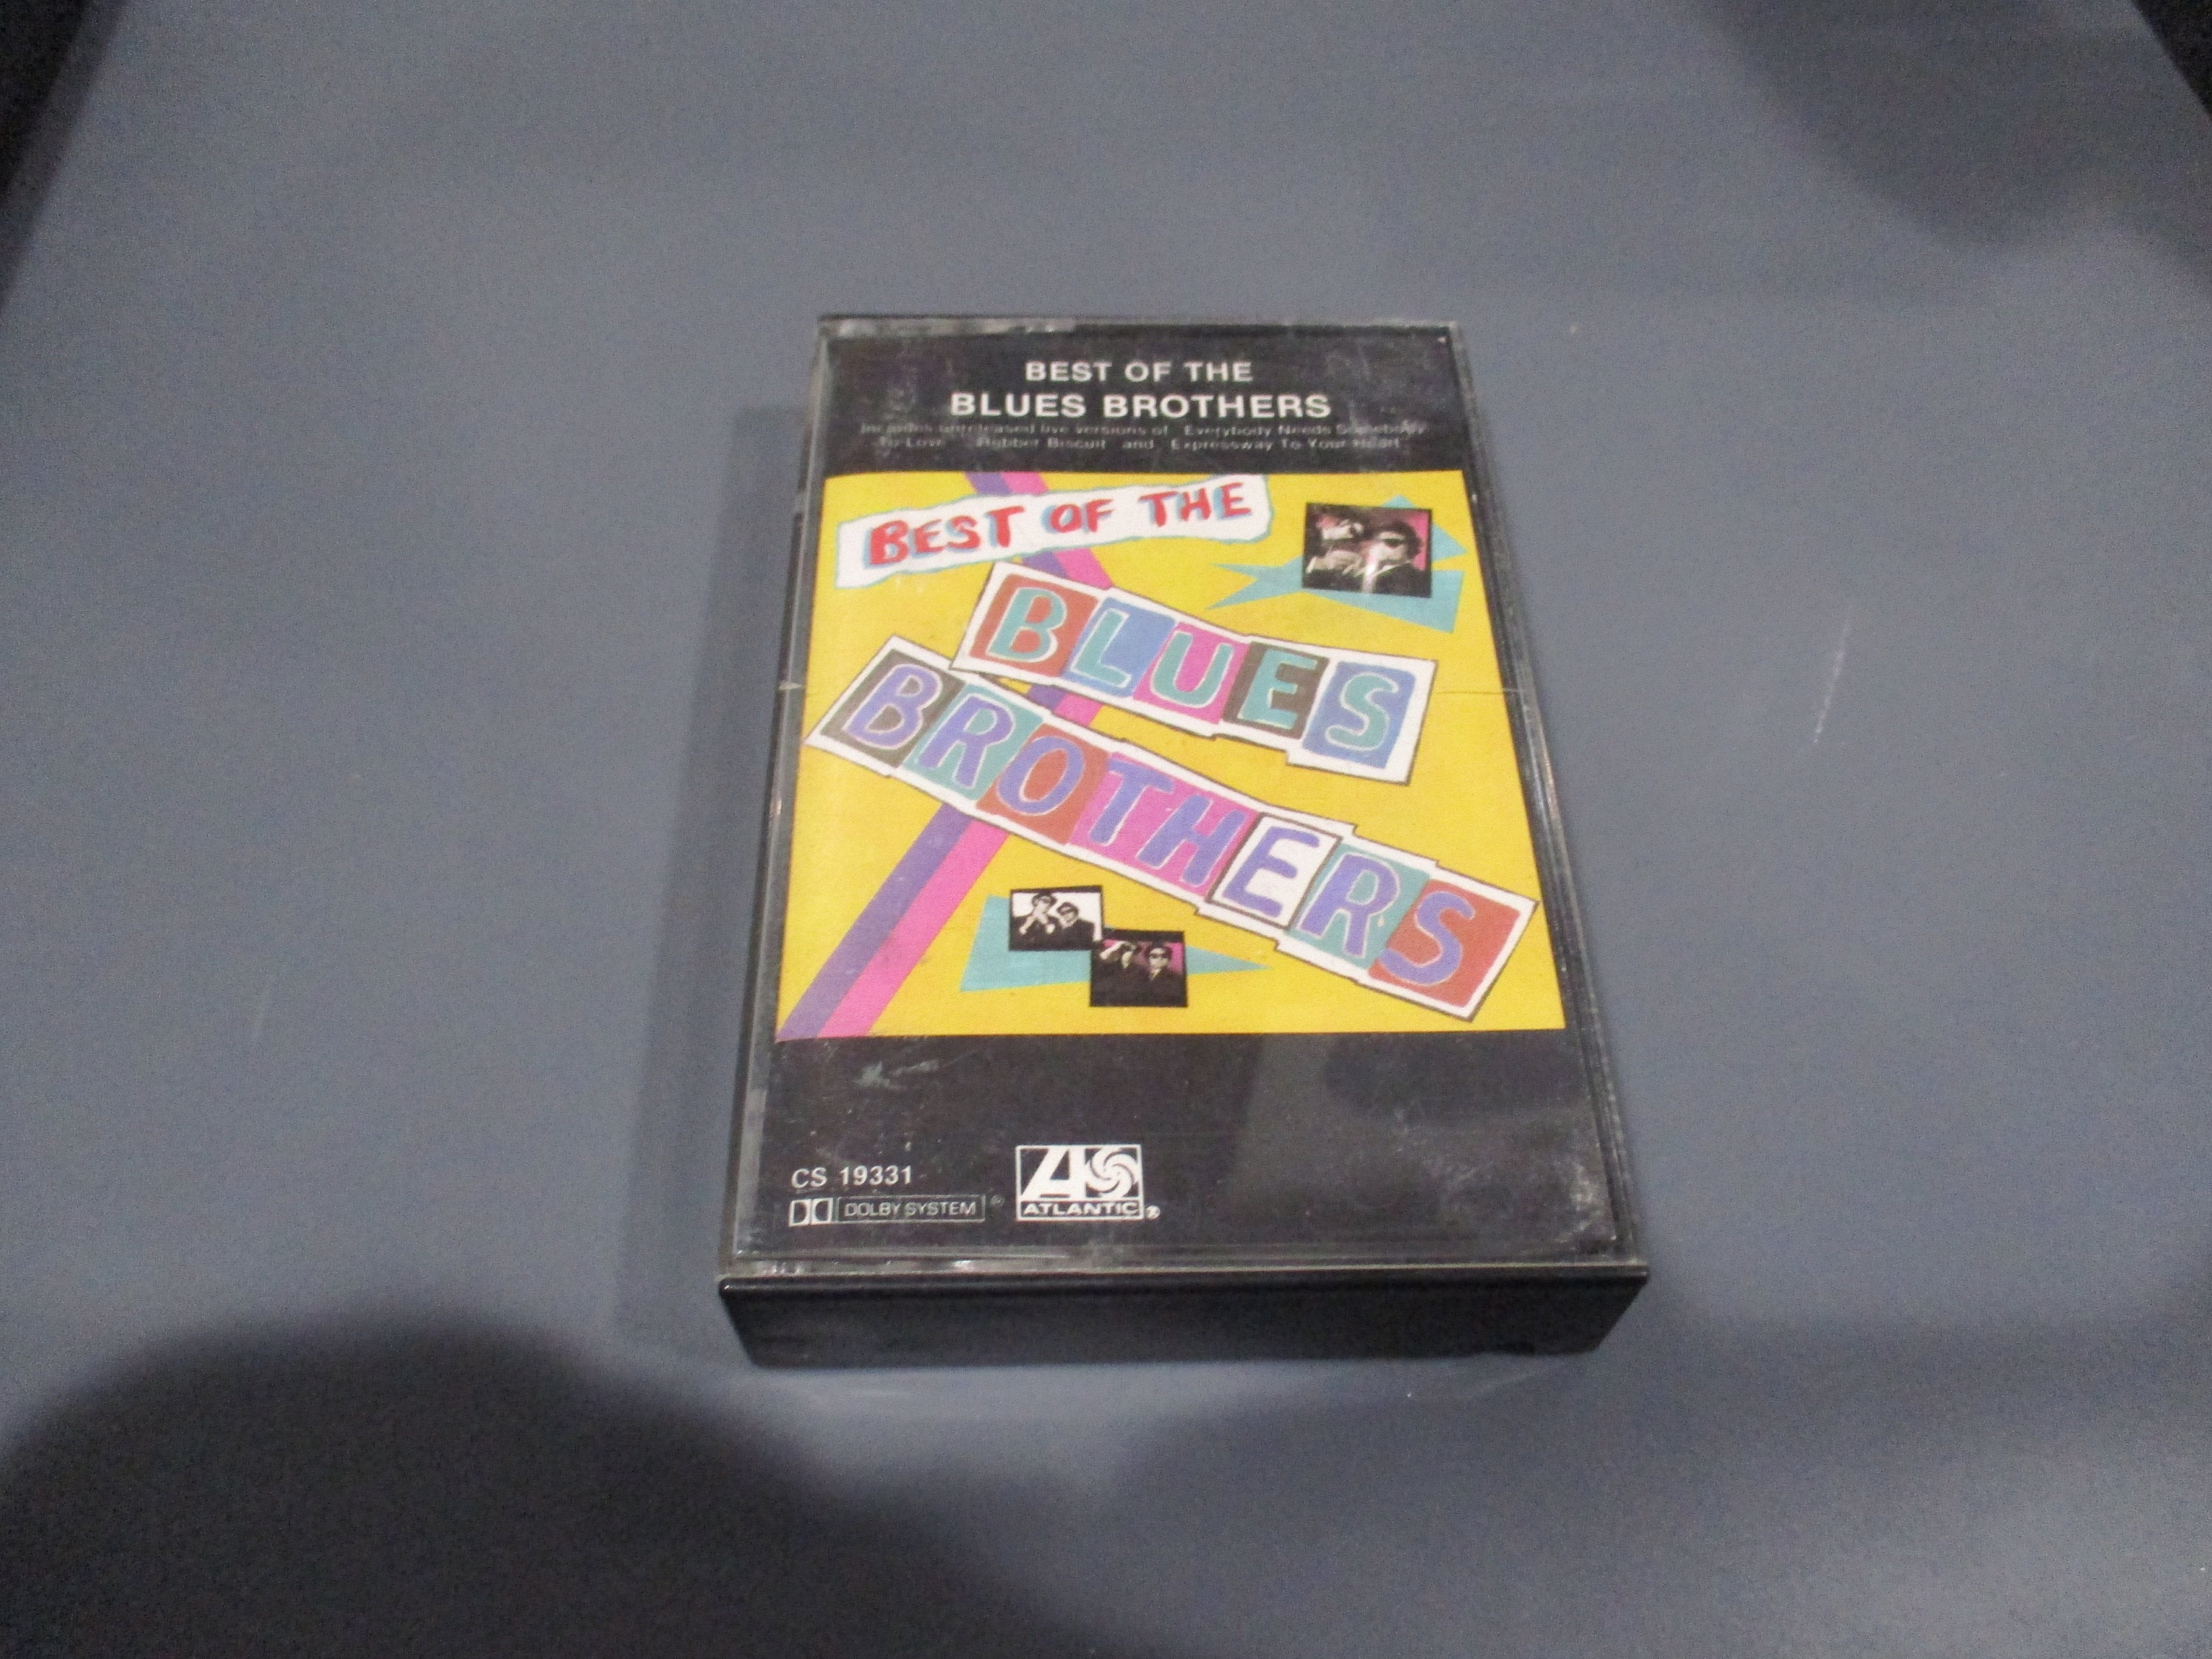 BEST OF THE
BLUES BROTHERS
Includes unreleased live versions of Everybody Needs Somebody
To Love Rubber Biscuit and Expressway To Your Heart
BEST OF THE
BLUES
BROTHERS
CS 19331
DOLBY SYSTEM ®
ATLANTIC ®